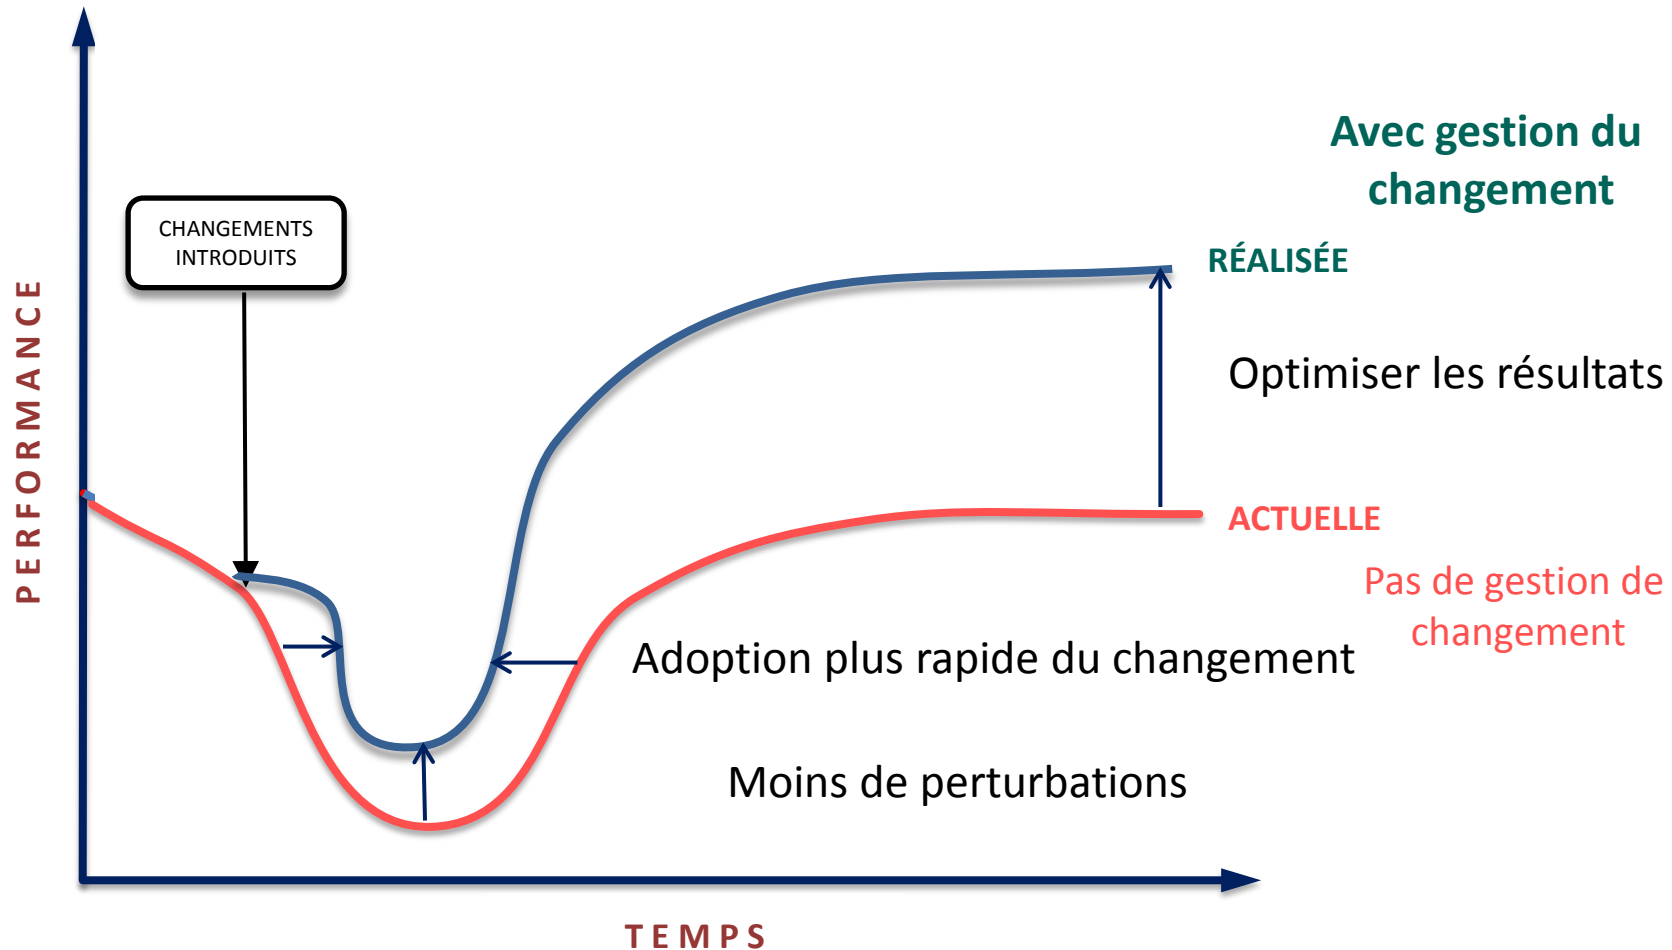 Avec gestion du
changement
CHANGEMENTS
INTRODUITS
RÉALISÉE
PERFORMANCE
Optimiser les résultats
ACTUELLE
Pas de gestion de
changement
Adoption plus rapide du changement
Moins de perturbations
TEMPS